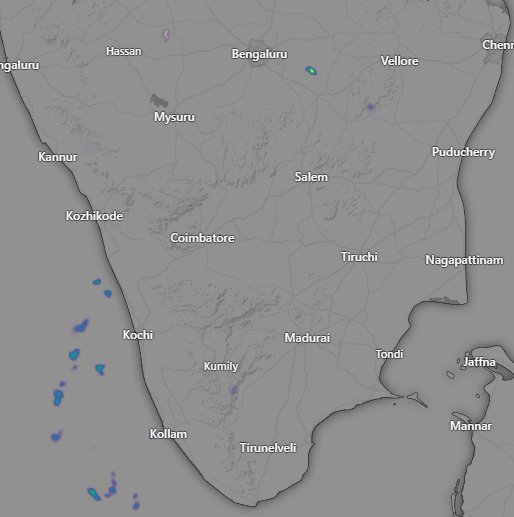 Hassan
Bengaluru
Chenn
ngaluru
Vellore
Mysuru
Kannur
Puducherry
Salem
Kozhikode
Coimbatore
Tiruchi
Nagapattinam
Kochi
Madurai
Tondi
Kumily
Jaffna
Mannar
Kollam
Tirunelveli